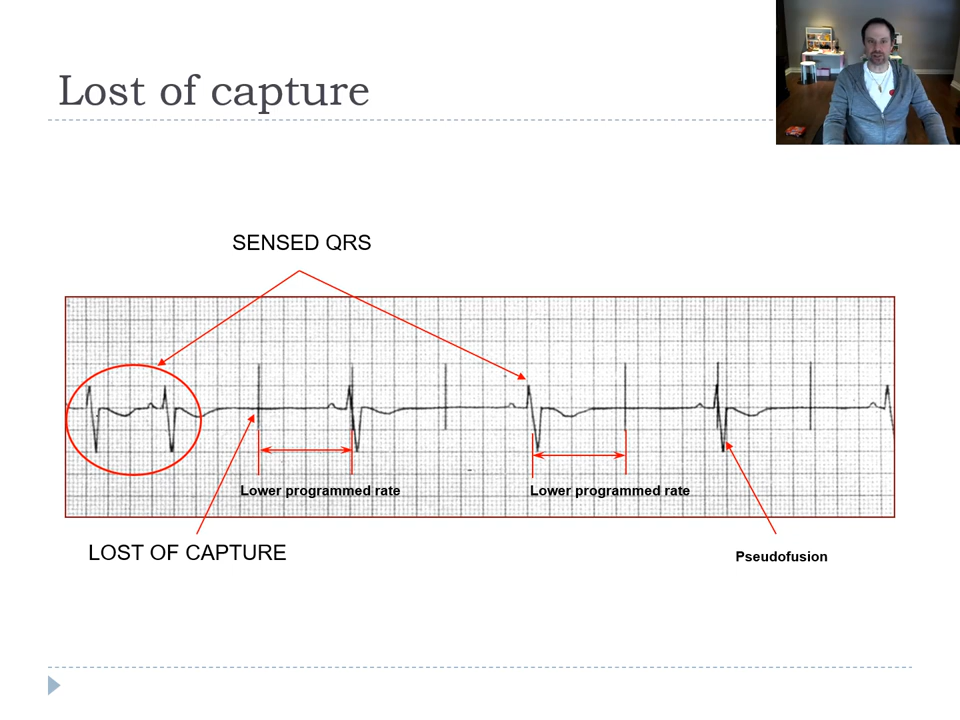 Lost of capture
SENSED QRS
Lower programmed rate
Lower programmed rate
LOST OF CAPTURE
Pseudofusion